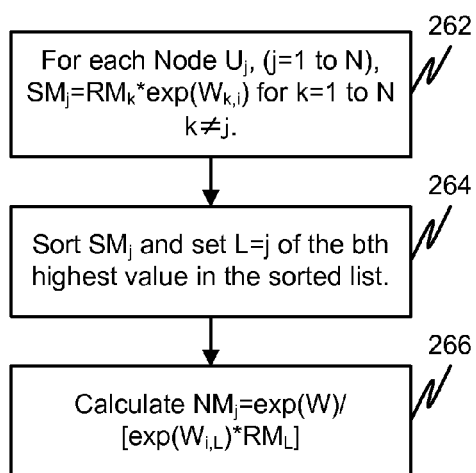 262
For each Node Uj, (j=1 to N),
SMj=RMk*exp(Wk,i) for k=1 to N
k≠j.
264
Sort SMj and set L=j of the bth
highest value in the sorted list.
266
Calculate NMj=exp(W)/
[exp(Wi,L)*RML]